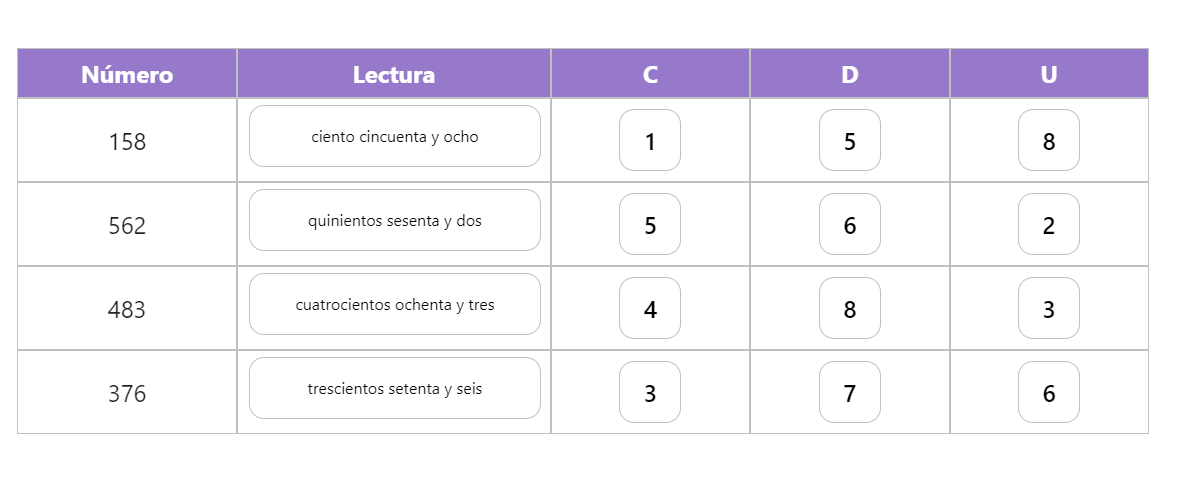 Número Lectura C D U
158 ciento cincuenta y ocho 1 5 8
562 quinientos sesenta y dos 5 6 2
483 cuatrocientos ochenta y tres 4 8 3
376 trescientos setenta y seis 3 7 6